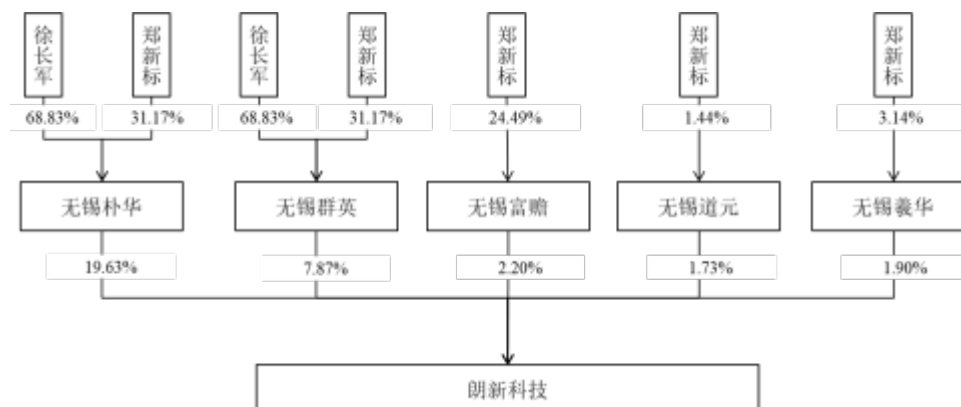 徐长军
郑新标
徐长军
郑新标
郑新标
郑新标
郑新标
68.83%
31.17%
68.83%
31.17%
24.49%
1.44%
3.14%
无锡朴华
无锡群英
无锡富赡
无锡道元
无锡羲华
19.63%
7.87%
2.20%
1.73%
1.90%
朗新科技